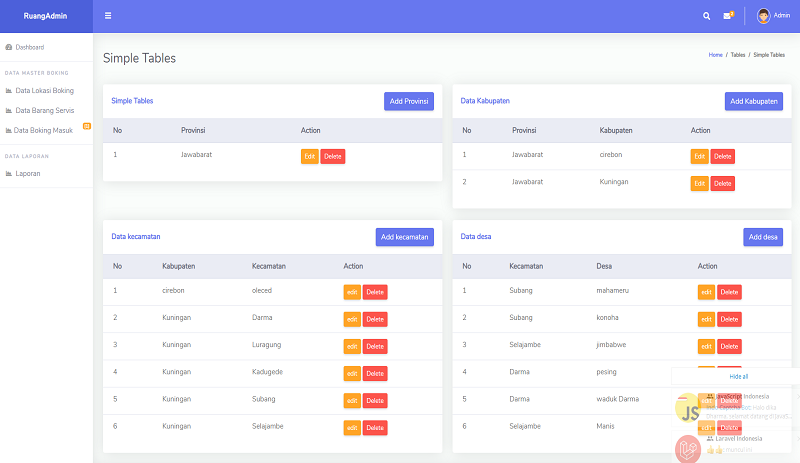 RuangAdmin
Admin
Dashboard
DATA MASTER BOKING
Data Lokasi Boking
Data Barang Servis
Data Boking Masuk
DATA LAPORAN
Laporan
Simple Tables
Home / Tables / Simple Tables
Simple Tables Add Provinsi
No Provinsi Action
1 Jawabarat Edit Delete
Data Kabupaten Add Kabupaten
No Provinsi Kabupaten Action
1 Jawabarat cirebon Edit Delete
2 Jawabarat Kuningan Edit Delete
Data kecamatan Add kecamatan
No Kabupaten Kecamatan Action
1 cirebon oleced edit Delete
2 Kuningan Darma edit Delete
3 Kuningan Luragung edit Delete
4 Kuningan Kadugede edit Delete
5 Kuningan Subang edit Delete
6 Kuningan Selajambe edit Delete
Data desa Add desa
No Kecamatan Desa Action
1 Subang mahameru edit Delete
2 Subang konoha edit Delete
3 Selajambe jimbabwe edit Delete
4 Darma pesing
5 Darma waduk Darma edit Delete
6 Selajambe Manis edit Delete
Hide all
JavaScript Indonesia
JS
Laravel Indonesia